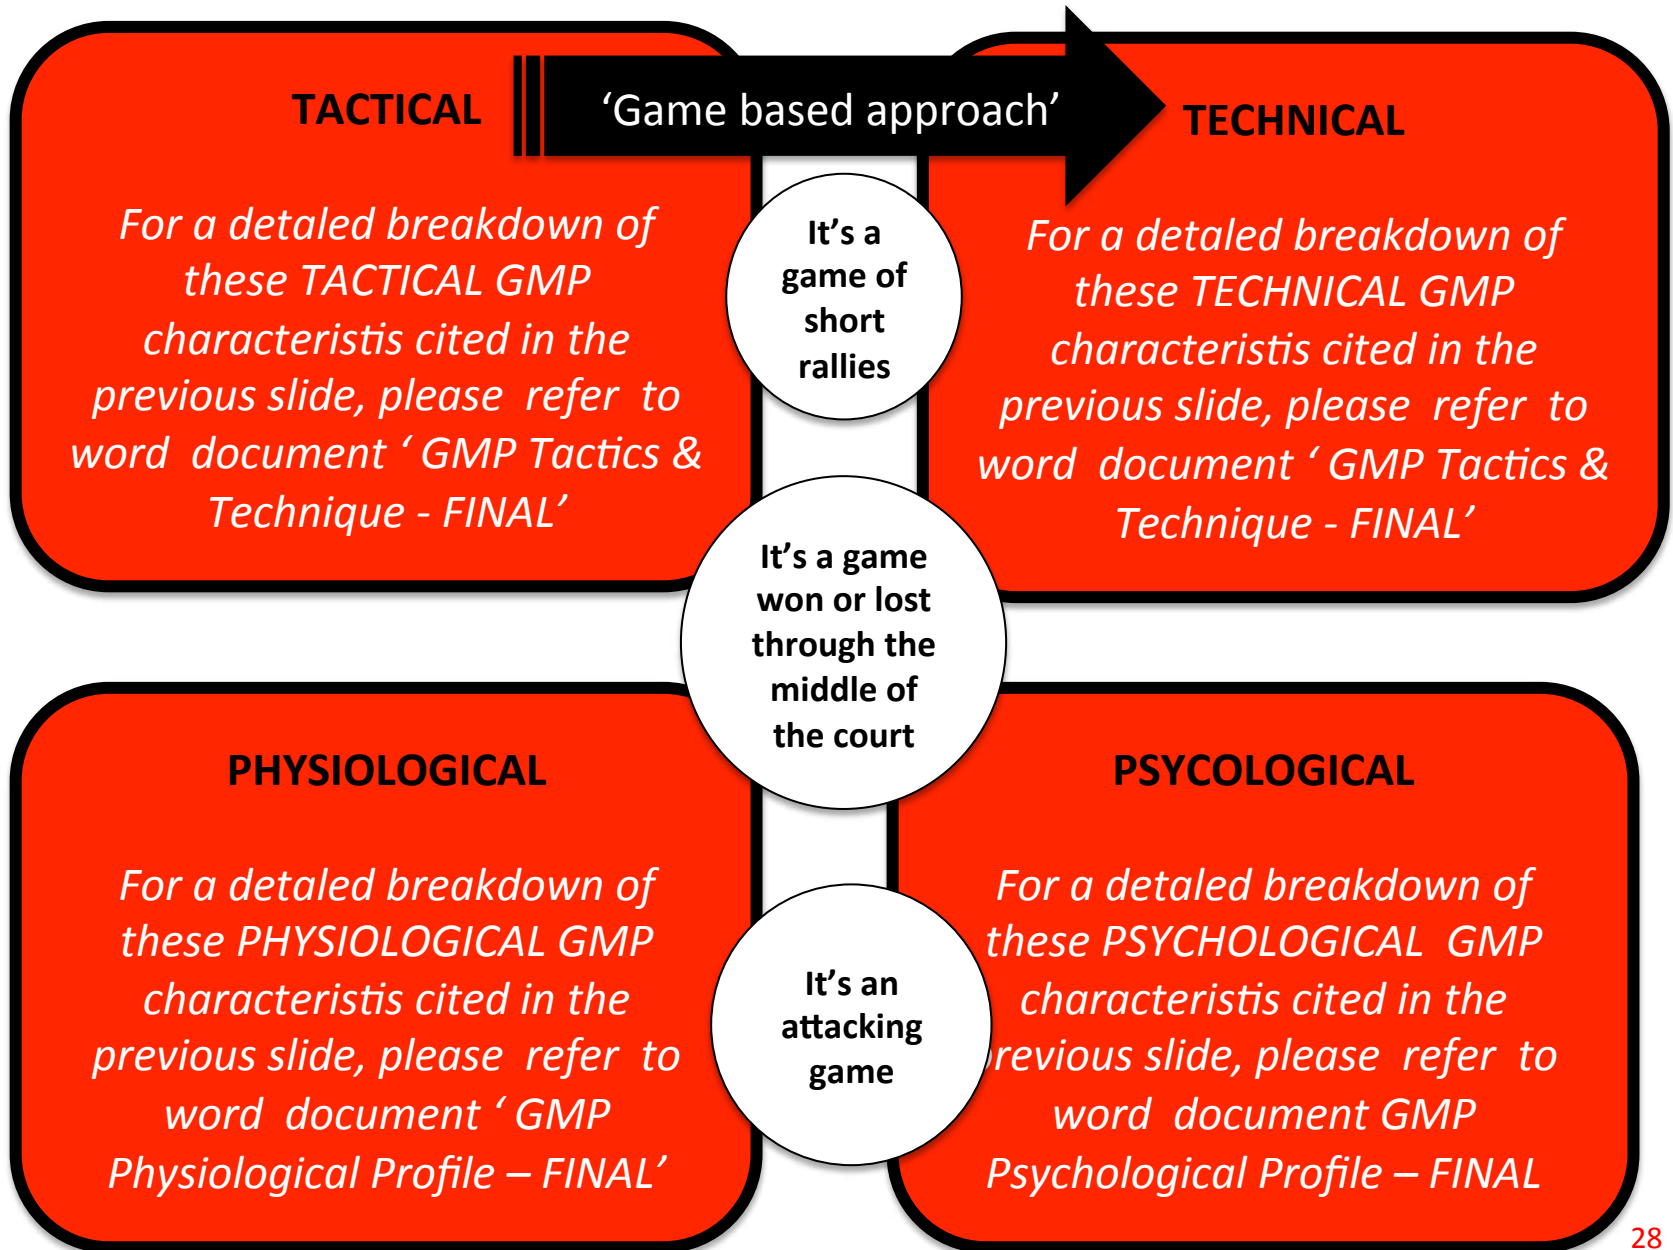 TACTICAL
‘Game based approach’
TECHNICAL
For a detaled breakdown of
these TACTICAL GMP
characteristis cited in the
previous slide, please refer to
word document ‘ GMP Tactics &
Technique - FINAL’
It’s a
game of
short
rallies
For a detaled breakdown of
these TECHNICAL GMP
characteristis cited in the
previous slide, please refer to
word document ‘ GMP Tactics &
Technique - FINAL’
It’s a game
won or lost
through the
middle of
the court
PHYSIOLOGICAL
For a detaled breakdown of
these PHYSIOLOGICAL GMP
characteristis cited in the
previous slide, please refer to
word document ‘ GMP
Physiological Profile – FINAL’
It’s an
attacking
game
PSYCOLOGICAL
For a detaled breakdown of
these PSYCHOLOGICAL GMP
characteristis cited in the
previous slide, please refer to
word document GMP
Psychological Profile – FINAL
28